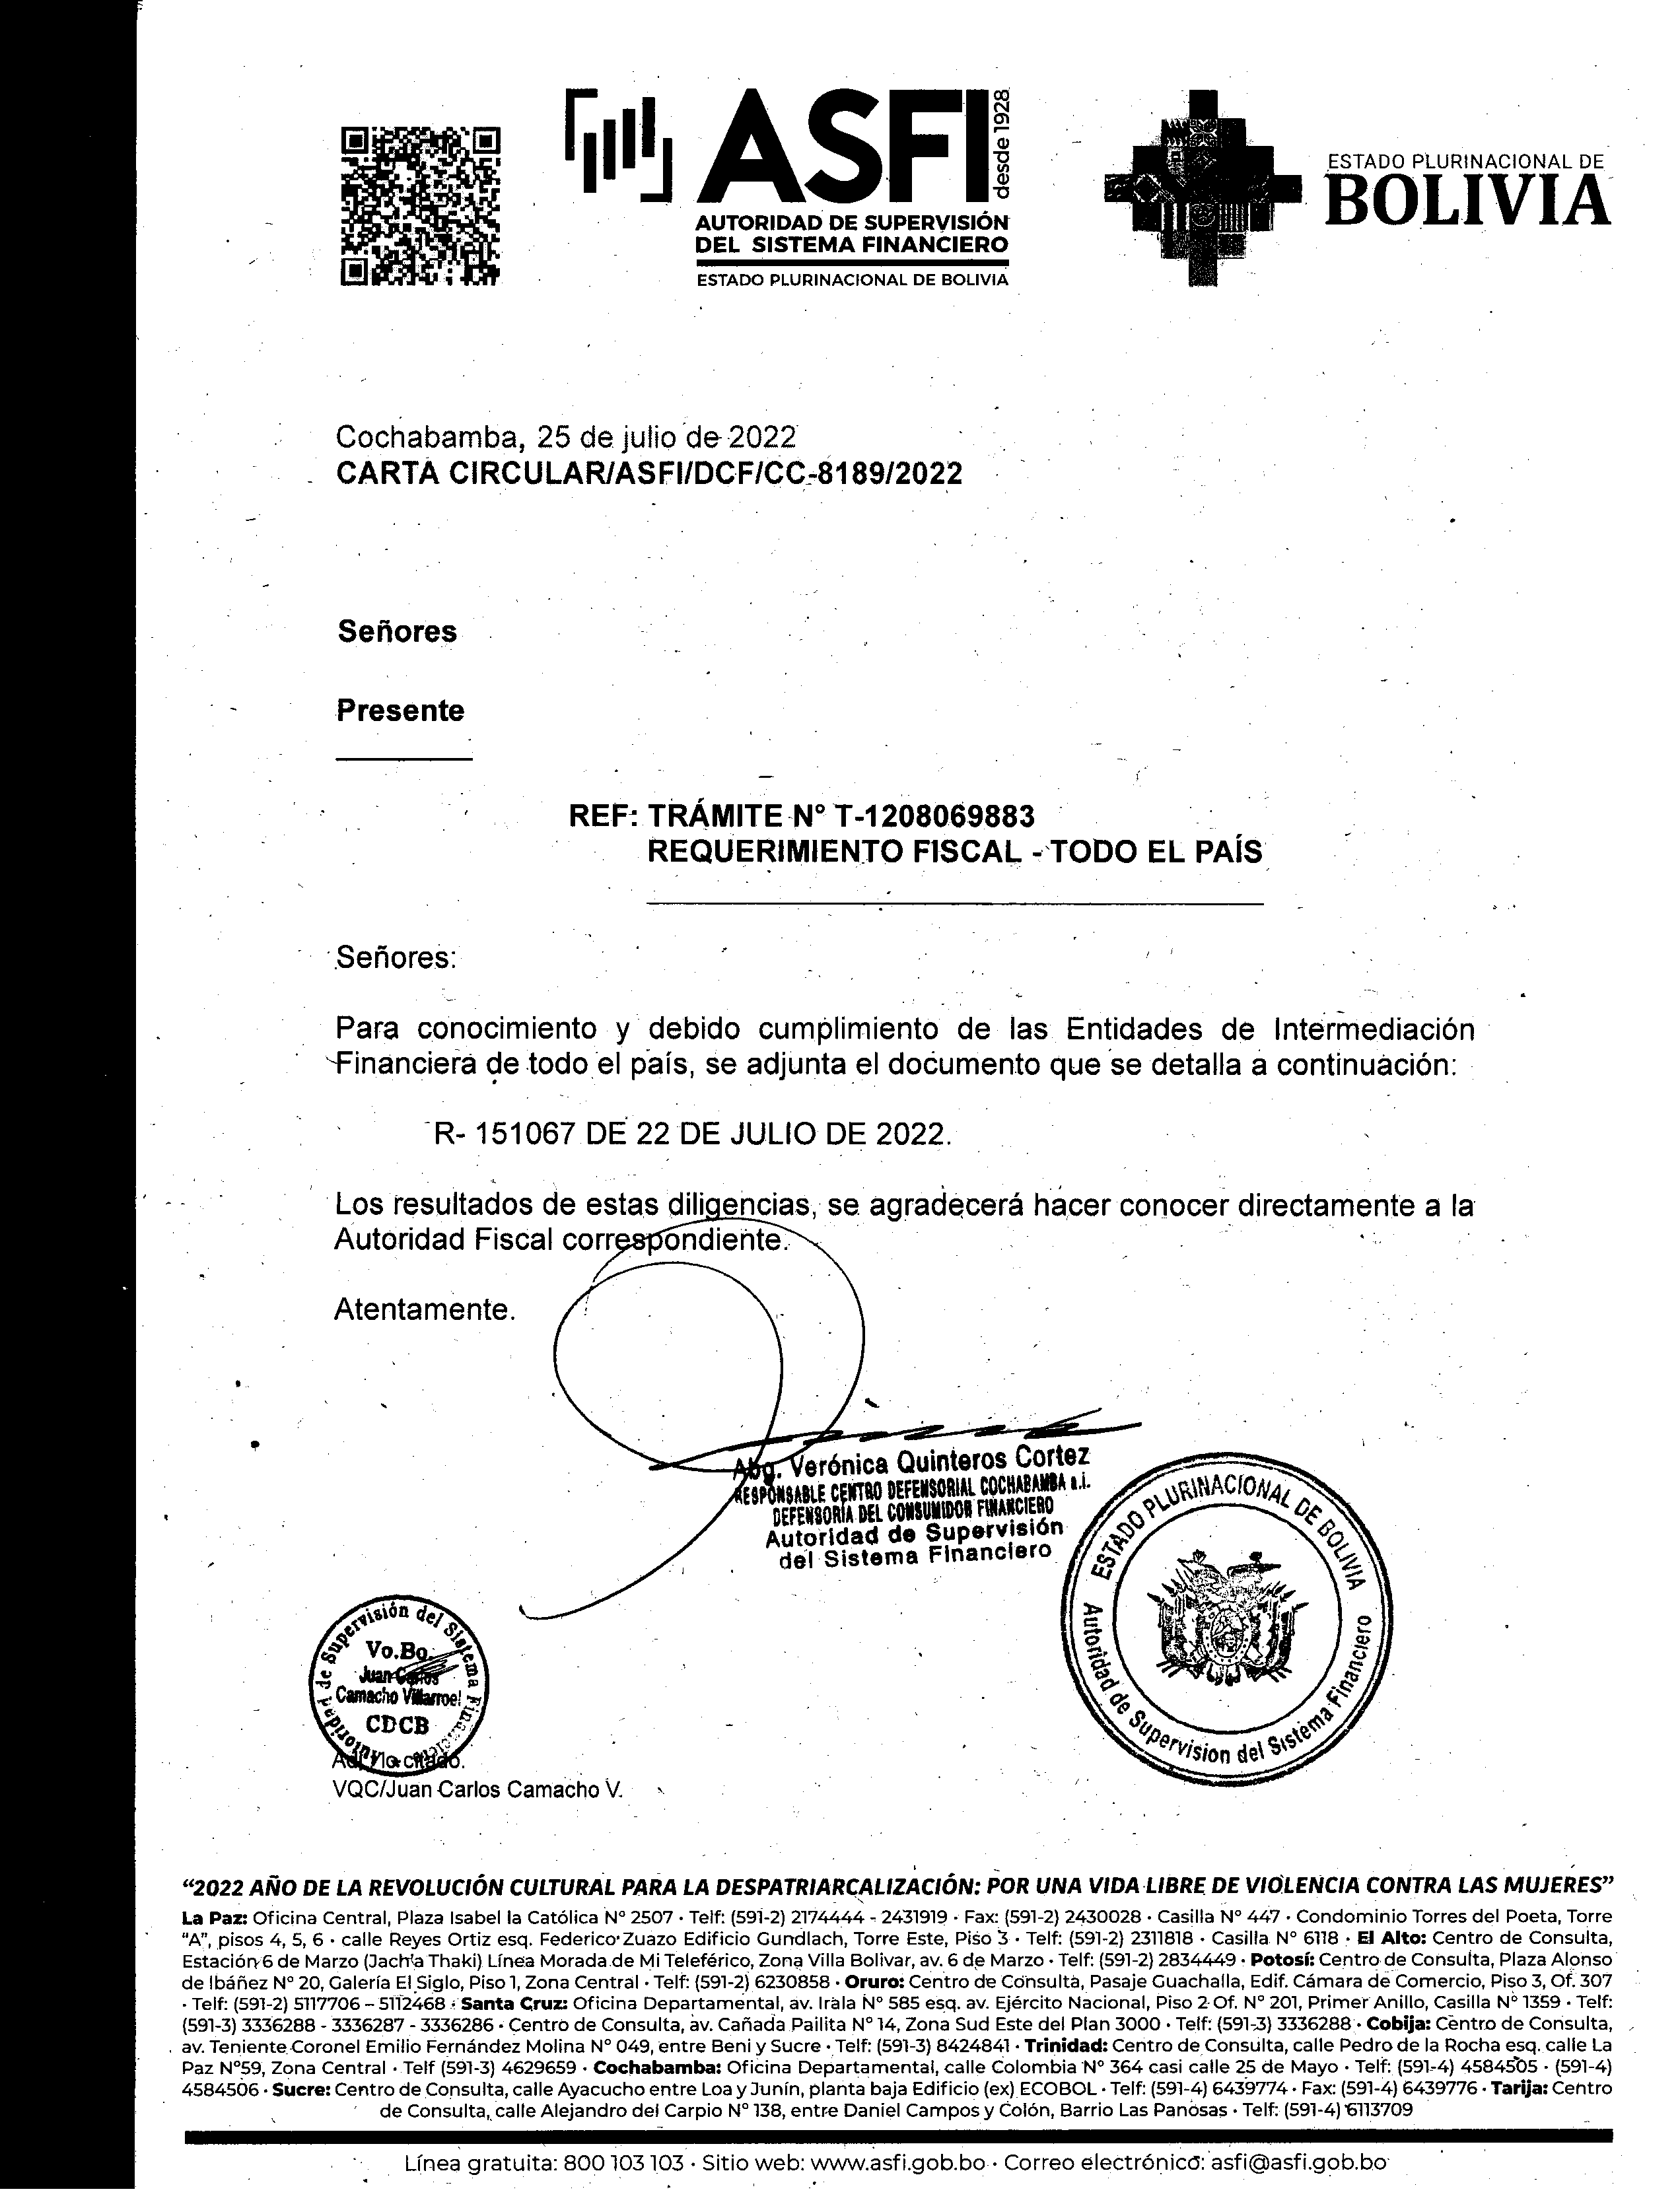 ASFI
desde 1928
AUTORIDAD DE SUPERVISIÓN
DEL SISTEMA FINANCIERO
ESTADO PLURINACIONAL DE BOLIVIA
ESTADO PLURINACIONAL DE
BOLIVIA
Cochabamba, 25 de julio de 2022
CARTA CIRCULAR/ASFI/DCF/CC-8189/2022
Señores
Presente
REF: TRÁMITE Nº T-1208069883
REQUERIMIENTO FISCAL - TODO EL PAÍS
Señores:
Para conocimiento y debido cumplimiento de las Entidades de Intermediación
Financiera de todo el país, se adjunta el documento que se detalla a continuación:
R- 151067 DE 22 DE JULIO DE 2022.
Los resultados de estas diligencias, se agradecerá hacer conocer directamente a la
Autoridad Fiscal correspondiente.
Atentamente.
Abg. Verónica Quinteros Cortez
RESPONSABLE CENTRO DEFENSORIAL COCHABAMBA a.i.
DEFENSORÍA DEL CONSUMIDOR FINANCIERO
Autoridad de Supervisión
del Sistema Financiero
ESTADO PLURINACIONAL DE BOLIVIA
Autoridad de Supervision del Sistema Financiero
Autoridad de Supervisión del Sistema Financiero
Vo.Bo.
Juan Carlos
Camacho Villarroel
CDCB
Adj. lo citado.
VQC/Juan Carlos Camacho V.
“2022 AÑO DE LA REVOLUCIÓN CULTURAL PARA LA DESPATRIARCALIZACIÓN: POR UNA VIDA LIBRE DE VIOLENCIA CONTRA LAS MUJERES”
La Paz: Oficina Central, Plaza Isabel la Católica Nº 2507 · Telf: (591-2) 2174444 - 2431919 · Fax: (591-2) 2430028 · Casilla Nº 447 · Condominio Torres del Poeta, Torre
“A”, pisos 4, 5, 6 · calle Reyes Ortiz esq. Federico Zuazo Edificio Gundlach, Torre Este, Piso 3 · Telf: (591-2) 2311818 · Casilla Nº 6118 · El Alto: Centro de Consulta,
Estación 6 de Marzo (Jach'a Thaki) Línea Morada de Mi Teleférico, Zona Villa Bolivar, av. 6 de Marzo · Telf: (591-2) 2834449 · Potosí: Centro de Consulta, Plaza Alonso
de Ibáñez Nº 20, Galería El Siglo, Piso 1, Zona Central · Telf: (591-2) 6230858 · Oruro: Centro de Consulta, Pasaje Guachalla, Edif. Cámara de Comercio, Piso 3, Of. 307
· Telf: (591-2) 5117706 – 5112468 · Santa Cruz: Oficina Departamental, av. Irala Nº 585 esq. av. Ejército Nacional, Piso 2 Of. Nº 201, Primer Anillo, Casilla Nº 1359 · Telf:
(591-3) 3336288 - 3336287 - 3336286 · Centro de Consulta, av. Cañada Pailita Nº 14, Zona Sud Este del Plan 3000 · Telf: (591-3) 3336288 · Cobija: Centro de Consulta,
av. Teniente Coronel Emilio Fernández Molina Nº 049, entre Beni y Sucre · Telf: (591-3) 8424841 · Trinidad: Centro de Consulta, calle Pedro de la Rocha esq. calle La
Paz Nº59, Zona Central · Telf (591-3) 4629659 · Cochabamba: Oficina Departamental, calle Colombia Nº 364 casi calle 25 de Mayo · Telf: (591-4) 4584505 · (591-4)
4584506 · Sucre: Centro de Consulta, calle Ayacucho entre Loa y Junín, planta baja Edificio (ex) ECOBOL · Telf: (591-4) 6439774 · Fax: (591-4) 6439776 · Tarija: Centro
de Consulta, calle Alejandro del Carpio Nº 138, entre Daniel Campos y Colón, Barrio Las Panosas · Telf: (591-4) 6113709
Línea gratuita: 800 103 103 · Sitio web: www.asfi.gob.bo · Correo electrónico: asfi@asfi.gob.bo